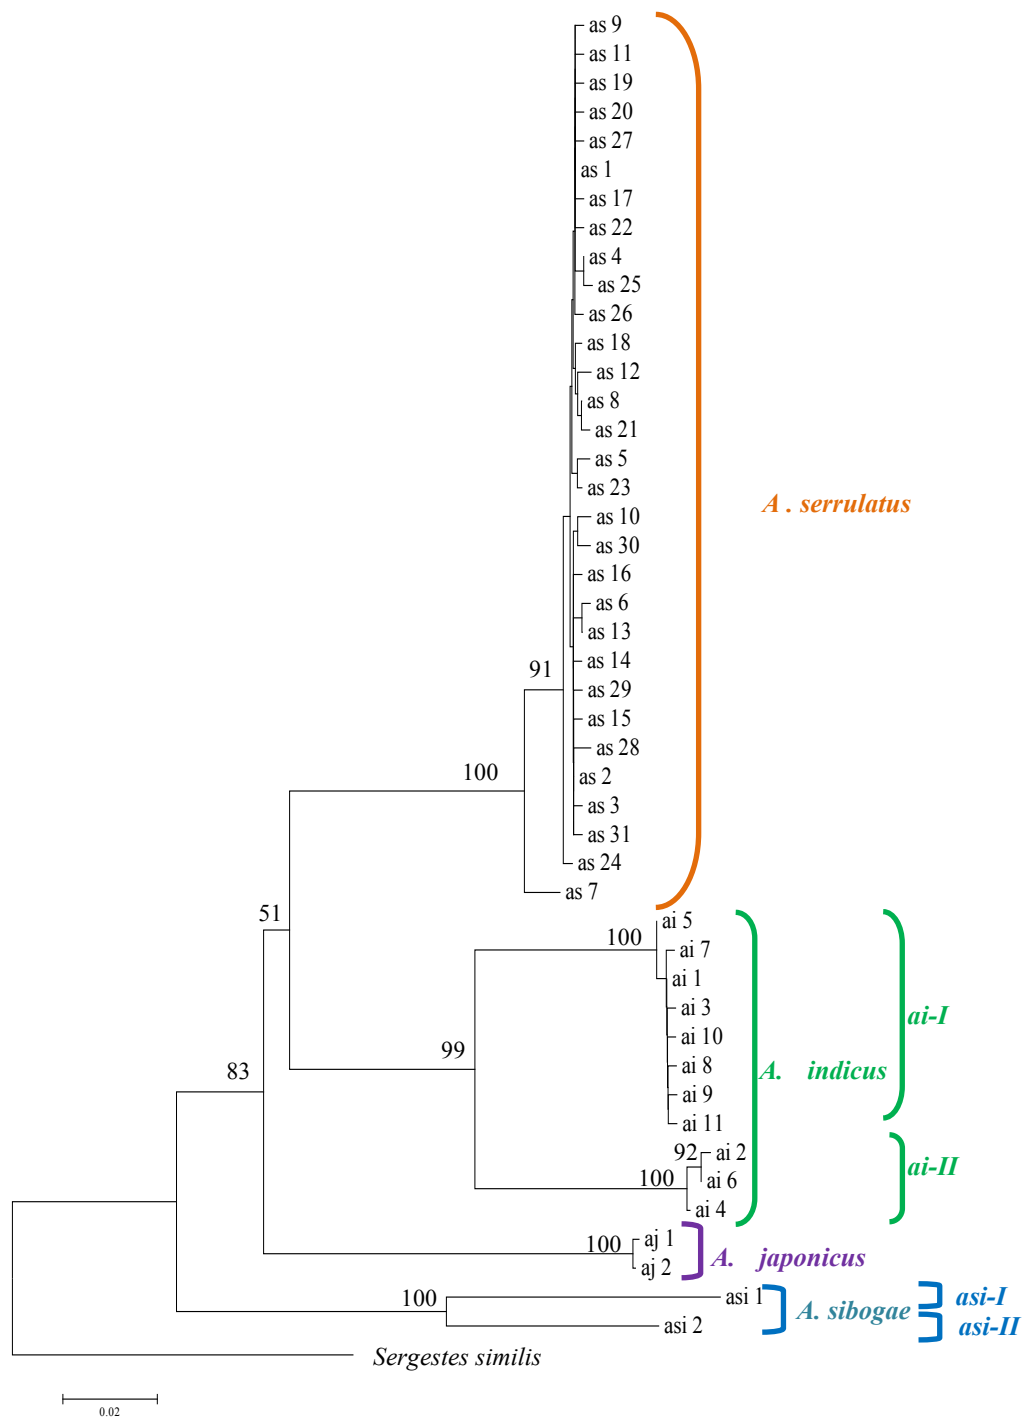 as 9
as 11
as 19
as 20
as 27
as 1
as 17
as 22
as 4
as 25
as 26
as 18
as 12
as 8
as 21
as 5
as 23
A . serrulatus
as 10
as 30
as 16
as 6
as 13
as 14
91
as 29
as 15
as 28
100
as 2
as 3
as 31
as 24
as 7
51
ai 5
100
ai 7
ai 1
ai 3
ai-I
ai 10
99
ai 8
83
A. indicus
ai 9
ai 11
92
ai 2
ai-II
100
ai 6
ai 4
aj 1
100
A. japonicus
aj 2
100
asi 1
asi-I
A. sibogae
asi 2
asi-II
Sergestes similis
0.02